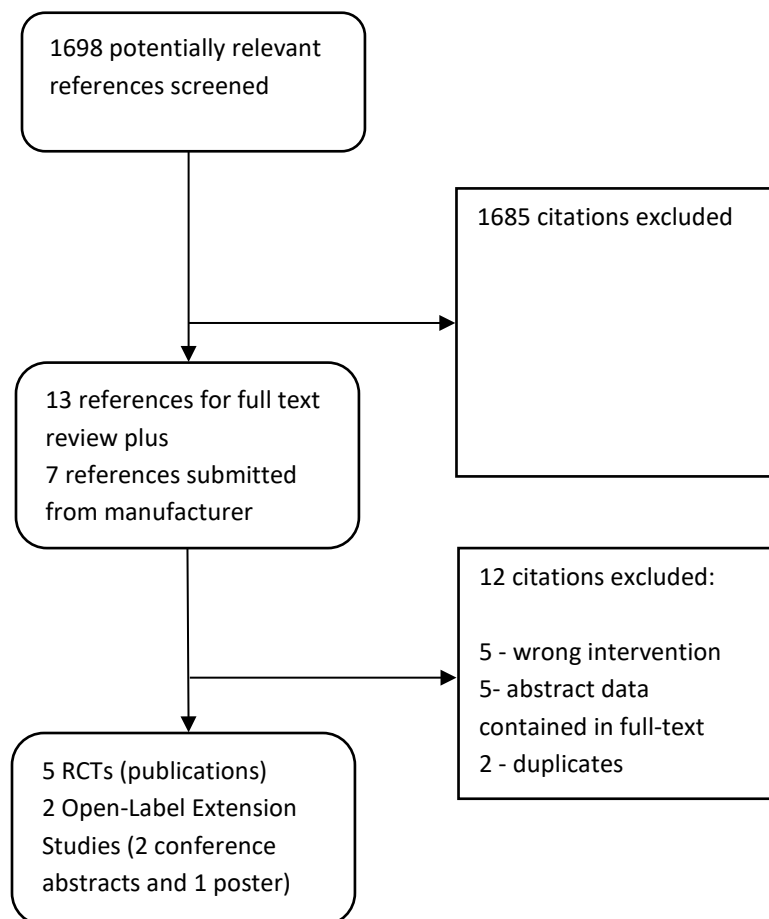 1698 potentially relevant
references screened
1685 citations excluded
13 references for full text
review plus
7 references submitted
from manufacturer
12 citations excluded:
5 - wrong intervention
5- abstract data
contained in full-text
2 - duplicates
5 RCTs (publications)
2 Open-Label Extension
Studies (2 conference
abstracts and 1 poster)